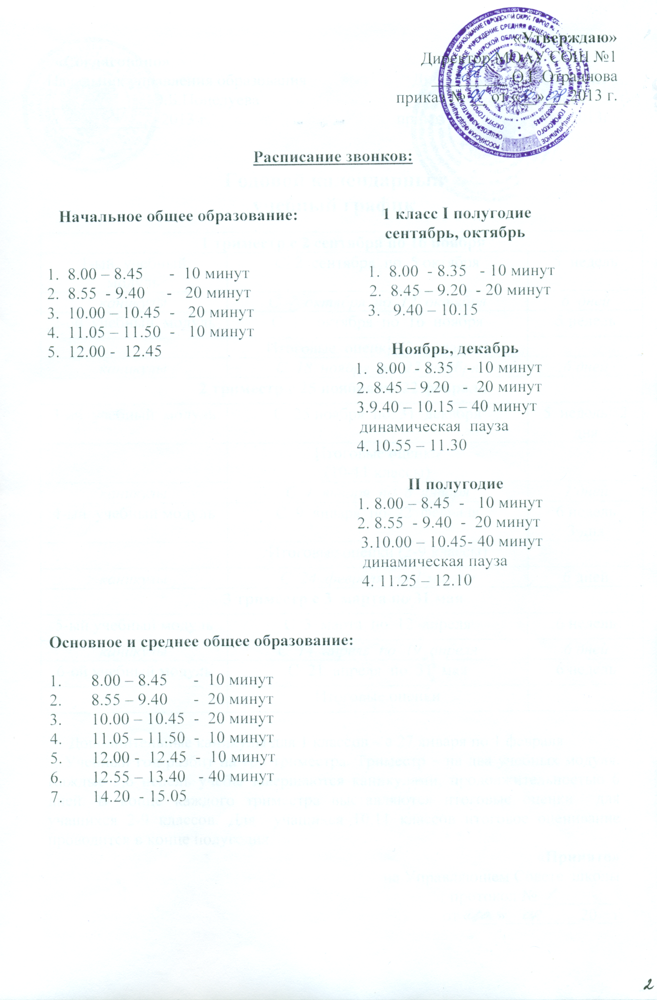 «Утверждаю»
Директор МОАУ СОШ №1
О.Г. Отраднова
приказ № от « » 2013 г.
Расписание звонков:
Начальное общее образование:
1. 8.00 – 8.45 - 10 минут
2. 8.55 - 9.40 - 20 минут
3. 10.00 – 10.45 - 20 минут
4. 11.05 – 11.50 - 10 минут
5. 12.00 - 12.45
1 класс I полугодие
сентябрь, октябрь
1. 8.00 - 8.35 - 10 минут
2. 8.45 – 9.20 - 20 минут
3. 9.40 – 10.15
Ноябрь, декабрь
1. 8.00 - 8.35 - 10 минут
2. 8.45 – 9.20 - 20 минут
3.9.40 – 10.15 – 40 минут
динамическая пауза
4. 10.55 – 11.30
II полугодие
1. 8.00 – 8.45 - 10 минут
2. 8.55 - 9.40 - 20 минут
3.10.00 – 10.45- 40 минут
динамическая пауза
4. 11.25 – 12.10
Основное и среднее общее образование:
1. 8.00 – 8.45 - 10 минут
2. 8.55 – 9.40 - 20 минут
3. 10.00 – 10.45 - 20 минут
4. 11.05 – 11.50 - 10 минут
5. 12.00 - 12.45 - 10 минут
6. 12.55 – 13.40 - 40 минут
7. 14.20 - 15.05
2